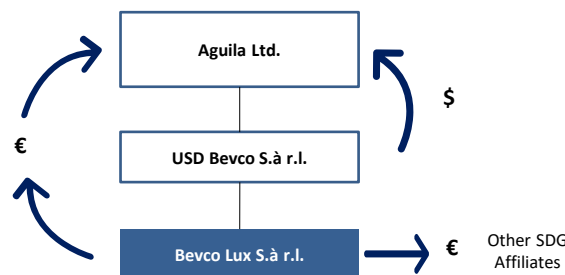 Aguila Ltd.
$
€
USD Bevco S.à r.l.
Bevco Lux S.à r.l.
€
Other SDG
Affiliates